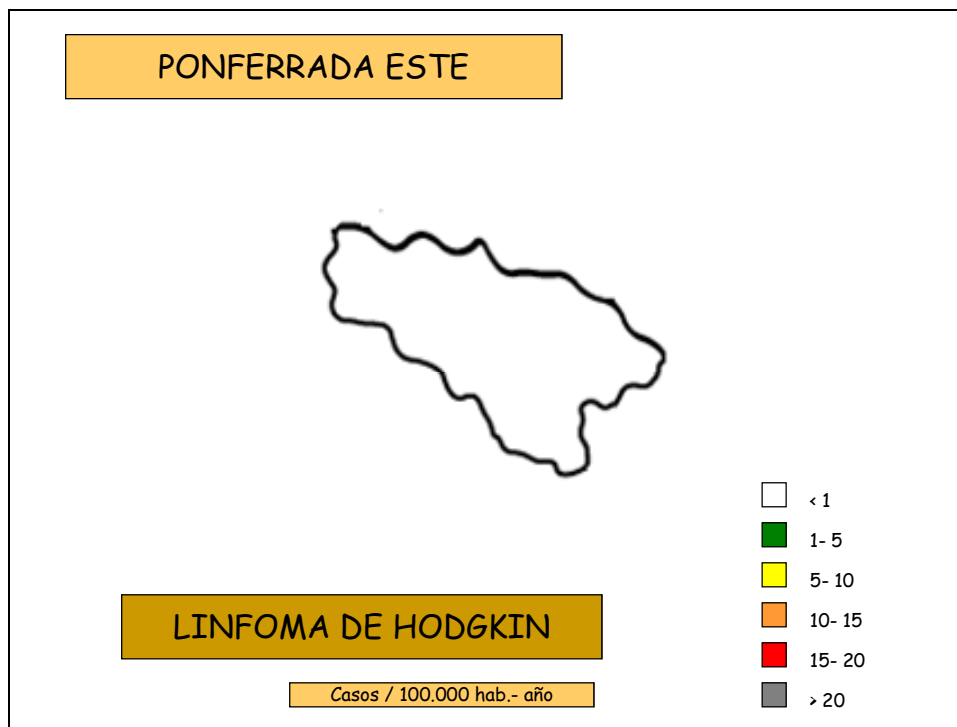 PONFERRADA ESTE
< 1
1- 5
5- 10
10- 15
15- 20
> 20
LINFOMA DE HODGKIN
Casos / 100.000 hab.- año